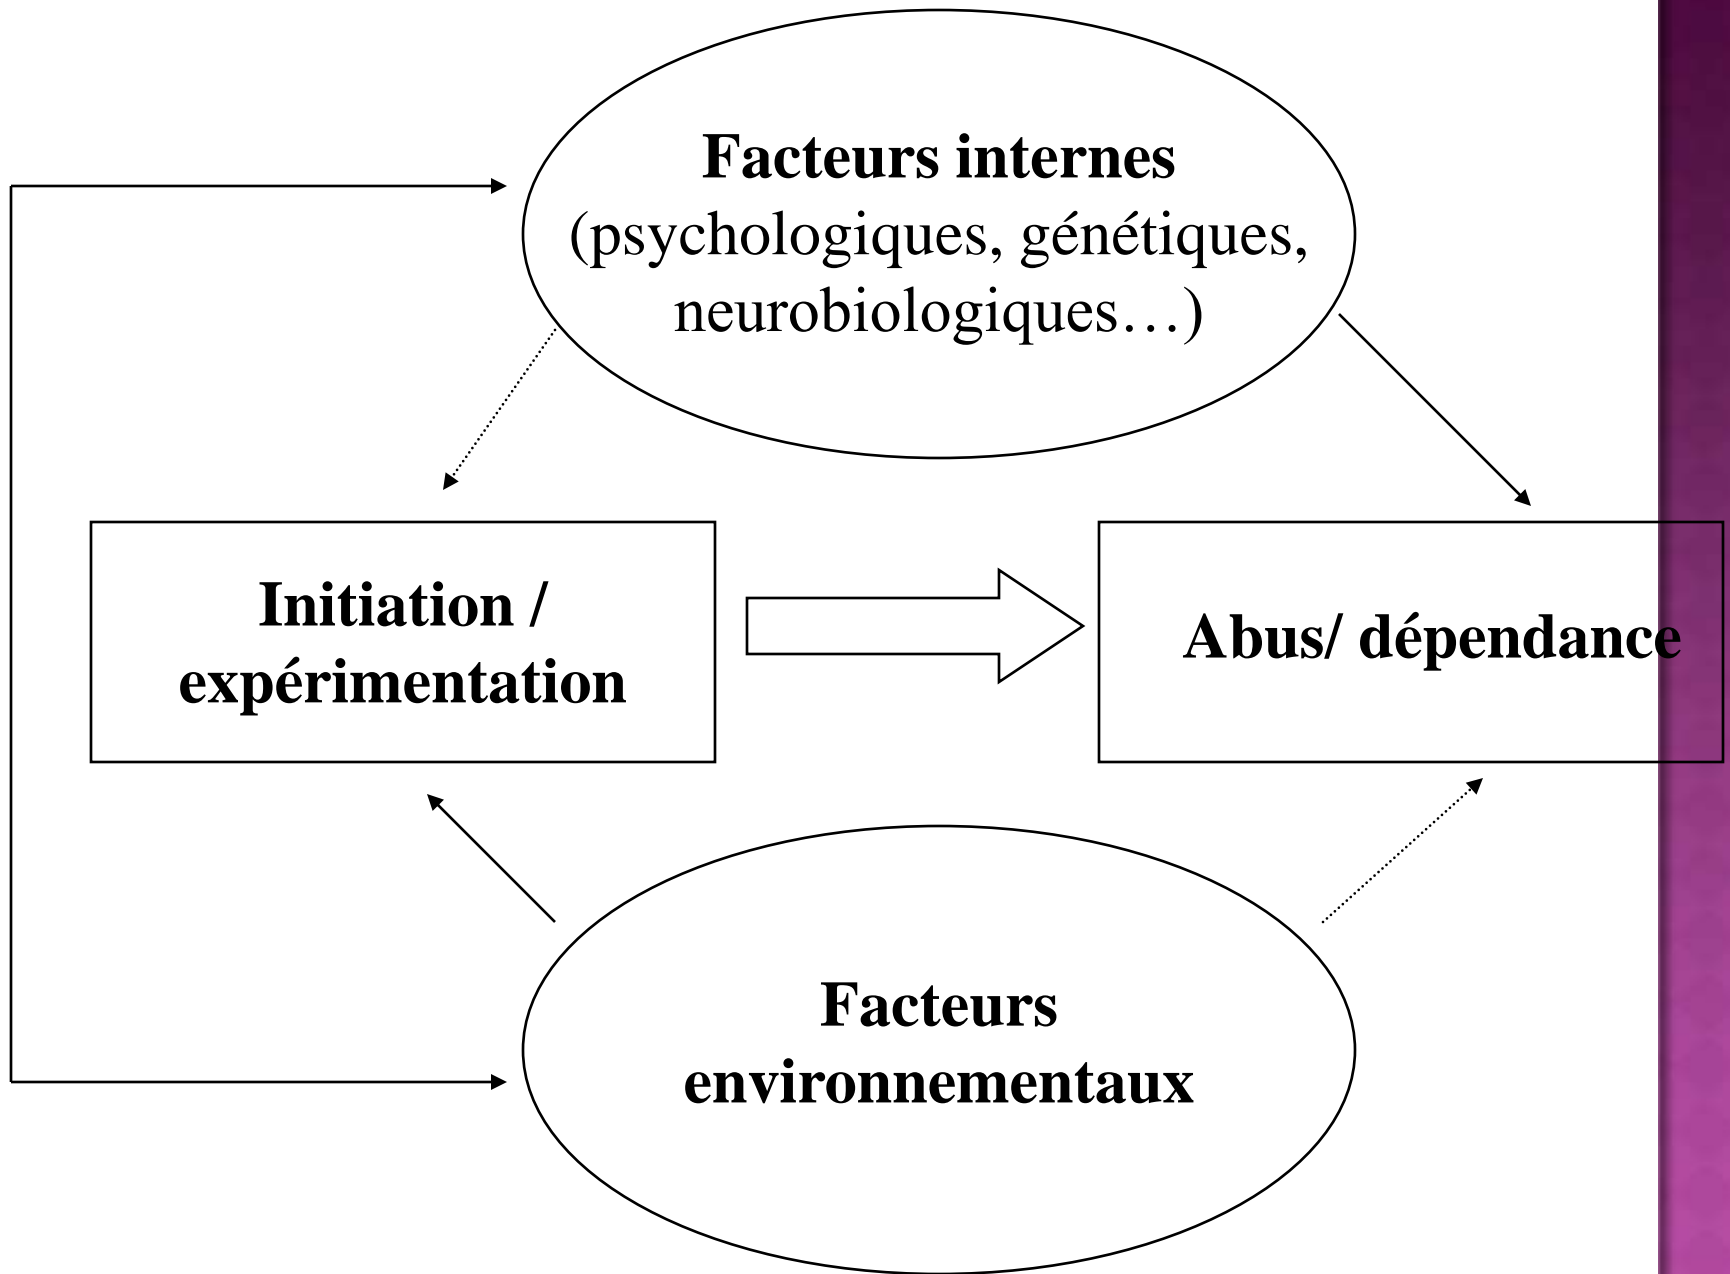 Facteurs internes
(psychologiques, génétiques,
neurobiologiques…)
Initiation /
expérimentation
Abus/ dépendance
Facteurs
environnementaux